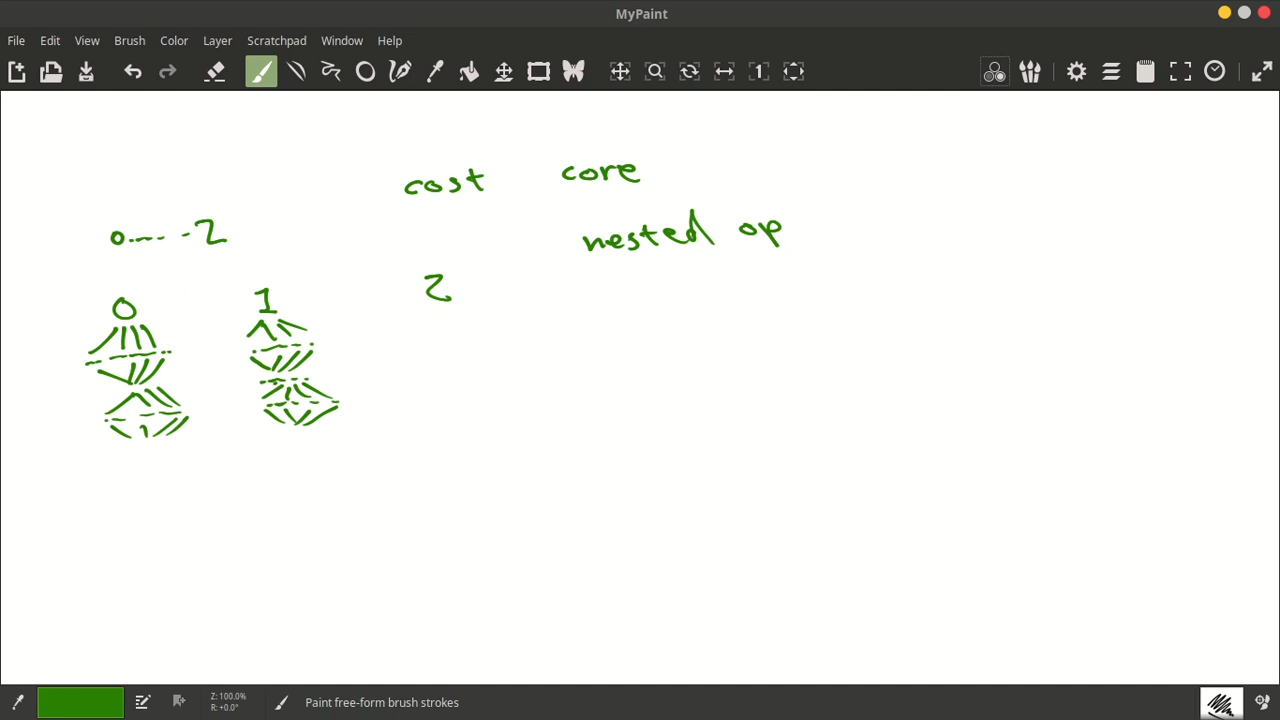 MyPaint
File Edit View Brush Color Layer Scratchpad Window Help
1
cost core
0---- -2
nested op
2
0 1
Z: 100.0%
R: +0.0°
Paint free-form brush strokes